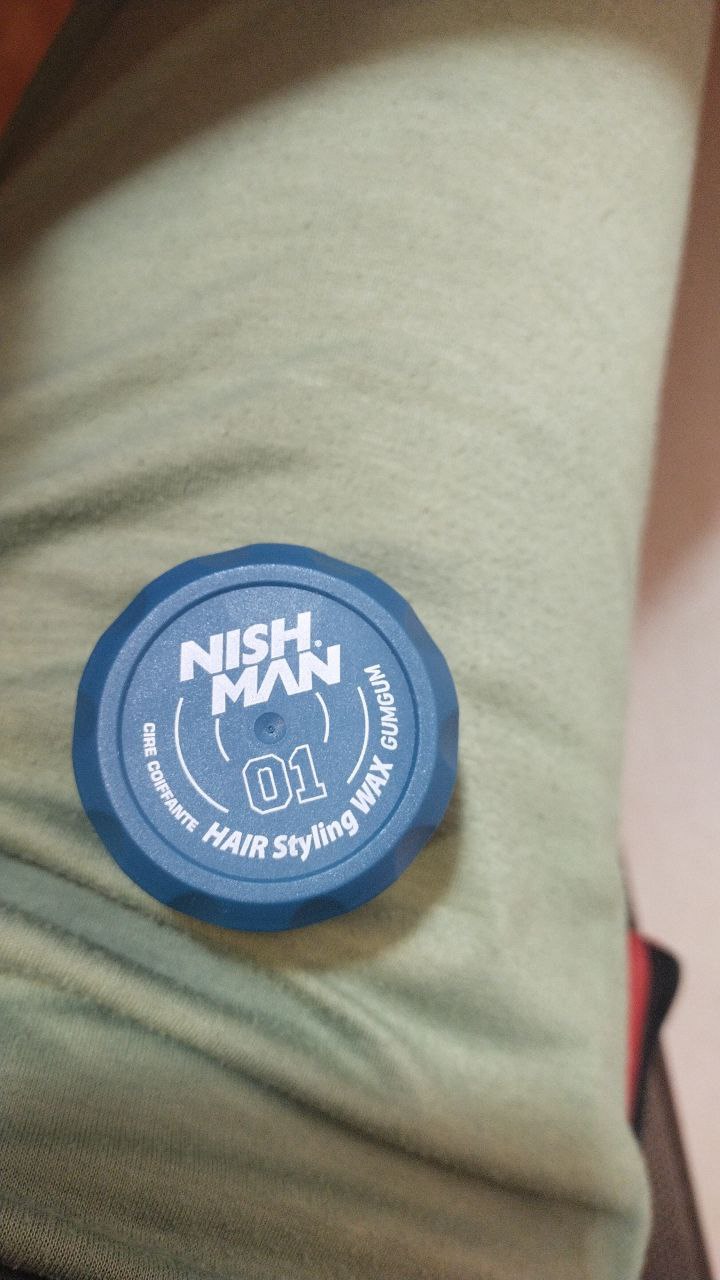 NISH
MAN
01
CIRE COIFFANTE HAIR Styling WAX GUMGUM